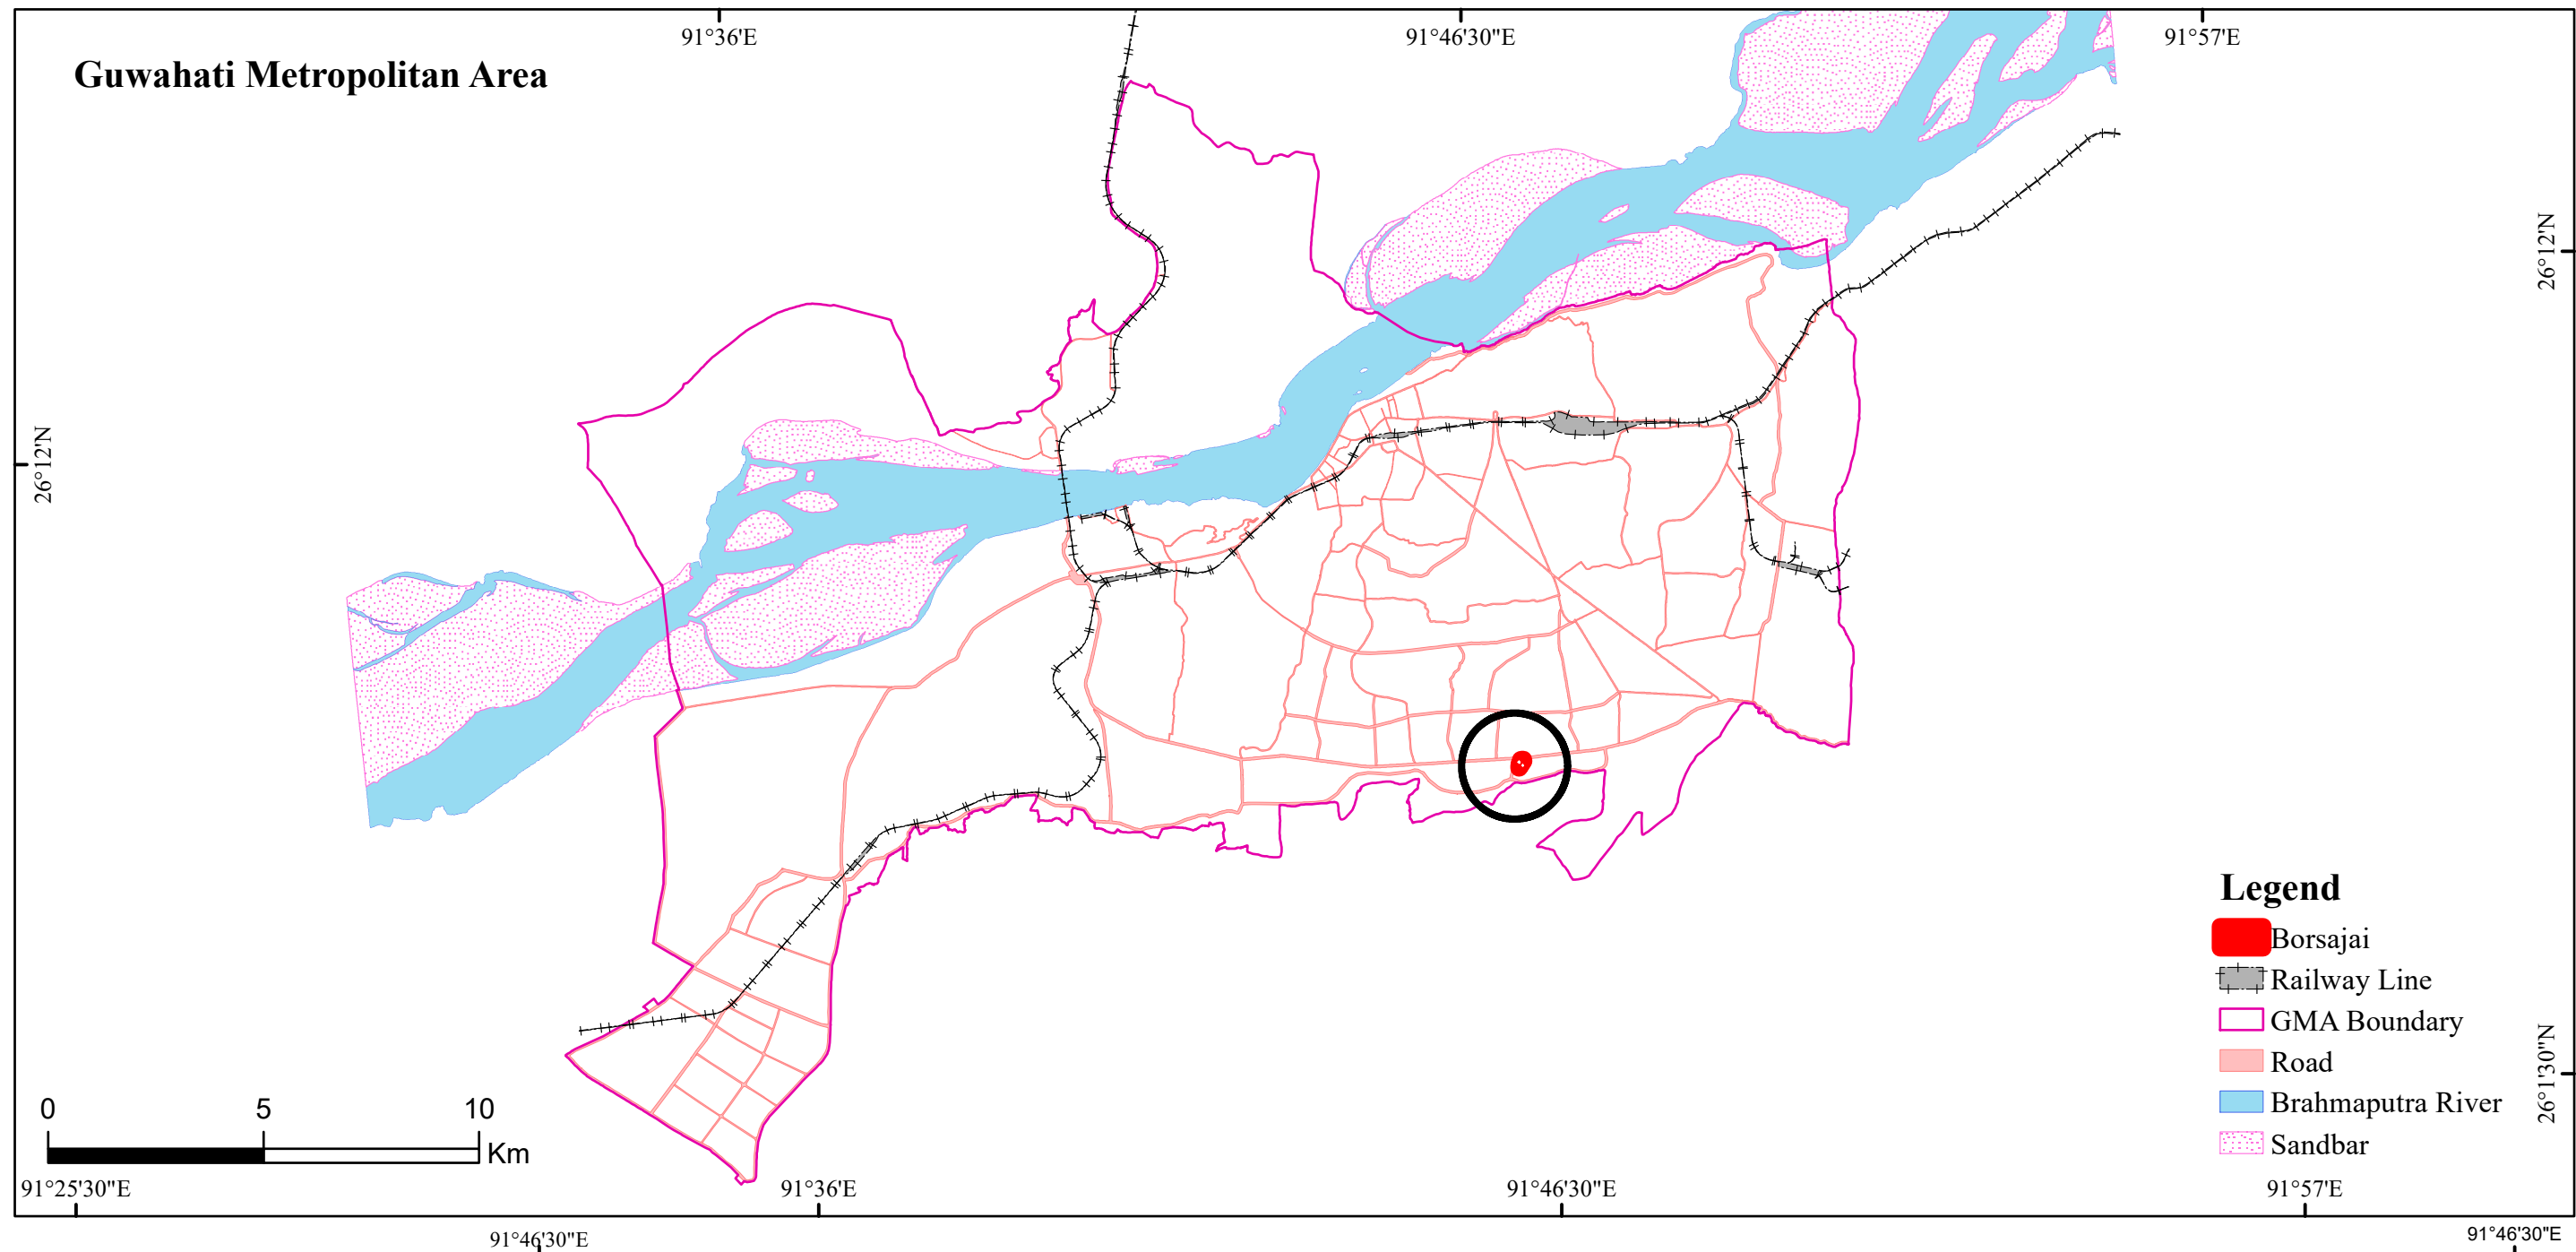 91°36'E
91°46'30"E
91°57'E
Guwahati Metropolitan Area
26°12'N
26°12'N
Legend
Borsajai
Railway Line
GMA Boundary
Road
Brahmaputra River
Sandbar
26°1'30"N
0 5 10
Km
91°25'30"E
91°36'E
91°46'30"E
91°57'E
91°46'30"E
91°46'30"E